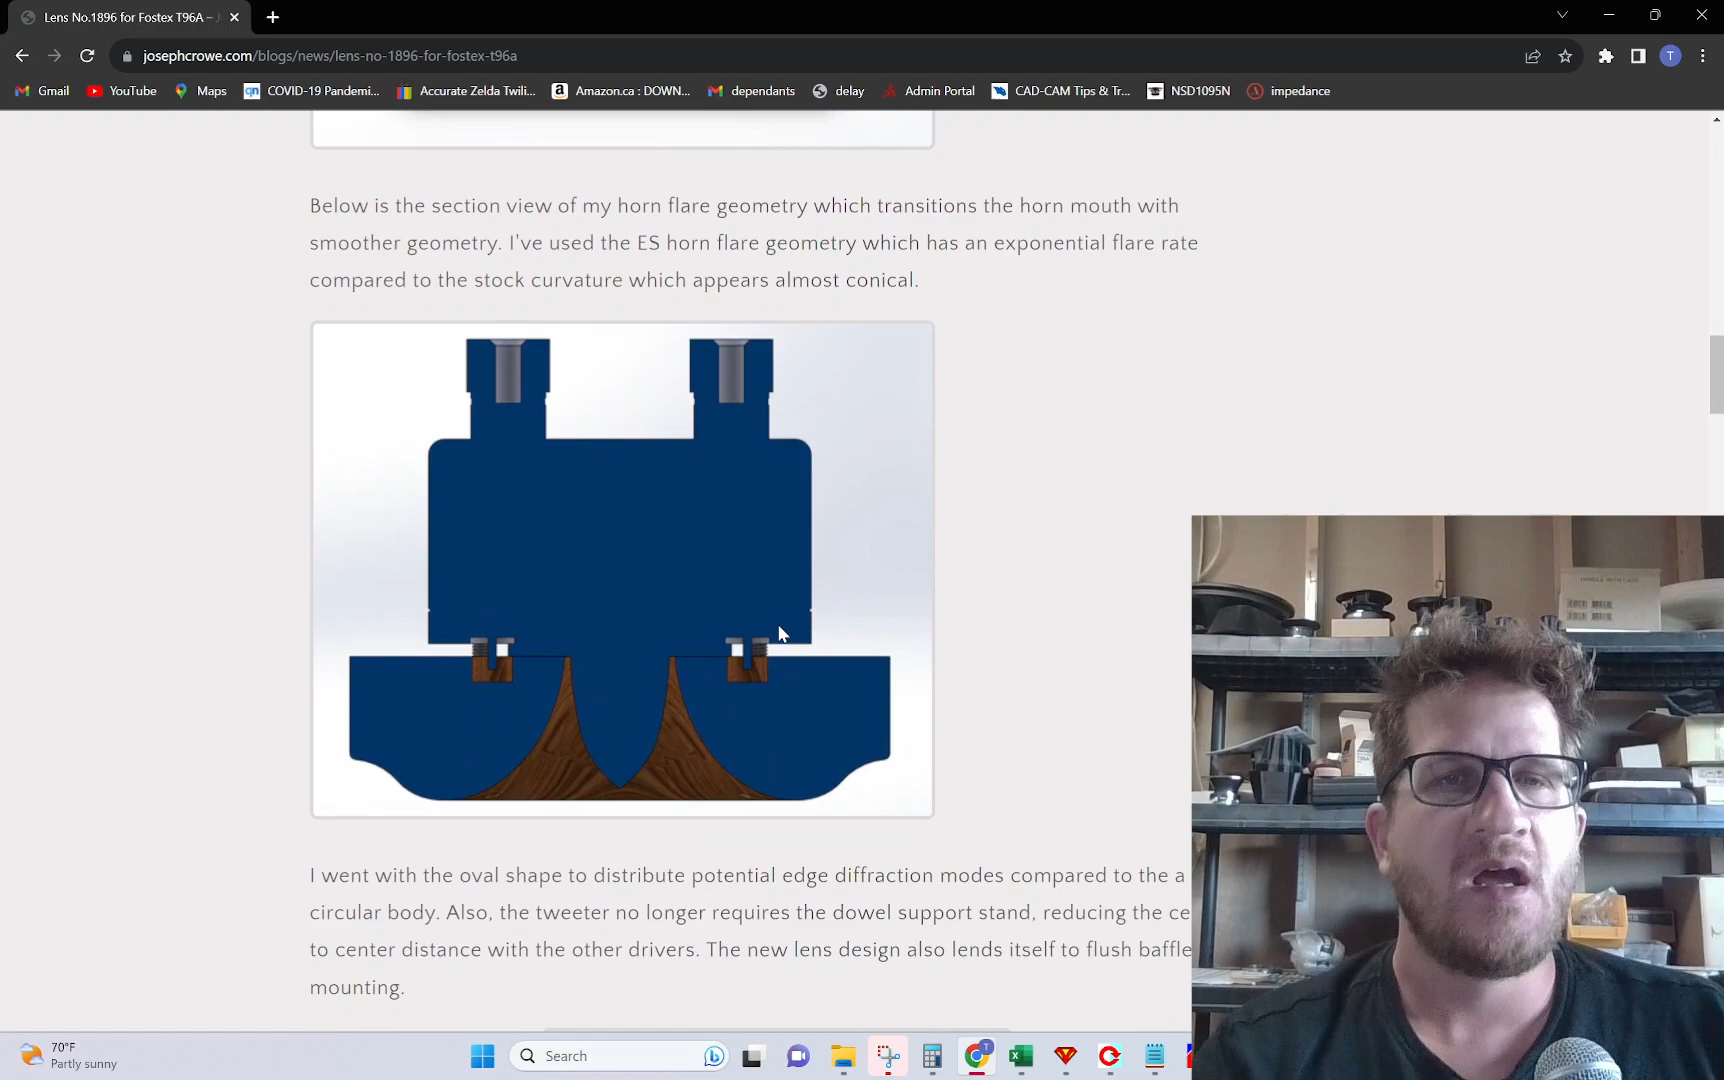 Lens No.1896 for Fostex T96A – J
josephcrowe.com/blogs/news/lens-no-1896-for-fostex-t96a
T
Gmail YouTube Maps qn COVID-19 Pandemi... Accurate Zelda Twili... a Amazon.ca : DOWN... dependants delay Admin Portal CAD-CAM Tips & Tr... NSD1095N impedance
Below is the section view of my horn flare geometry which transitions the horn mouth with
smoother geometry. I've used the ES horn flare geometry which has an exponential flare rate
compared to the stock curvature which appears almost conical.
I went with the oval shape to distribute potential edge diffraction modes compared to the a
circular body. Also, the tweeter no longer requires the dowel support stand, reducing the ce
to center distance with the other drivers. The new lens design also lends itself to flush baffle
mounting.
70°F
Partly sunny
Search
T